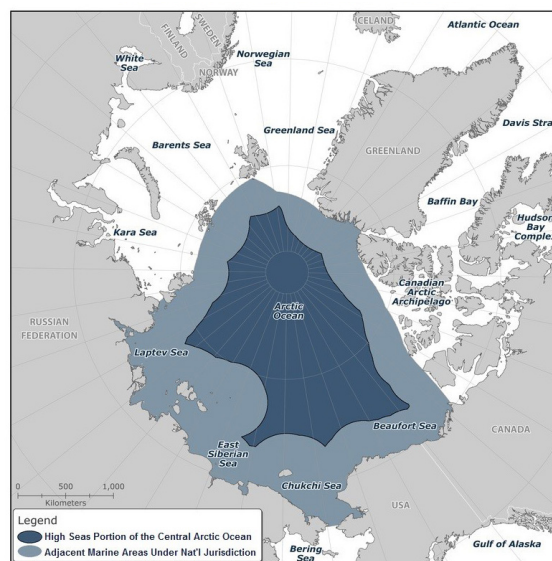 Atlantic Ocean
CELAND
SWEDEN
FINLAND
Norwegian
Sea
White
Sea
NORWAY
Greenland Sea
Davis Stra
Barents Sea
GREENLAND
Baffin Bay
Hudson
Bay
Complex
Kara Sea
Canadian
Arctic
Archipelago
Arctic
Ocean
RUSSIAN
FEDERATION
Laptev Sea
Beaufort Sea
CANADA
East
Siberian
Sea
Chukchi Sea
0 500 1,000
Kilometers
USA
Legend
High Seas Portion of the Central Arctic Ocean
Adjacent Marine Areas Under Nat'l Jurisdiction
Bering
Sea
Gulf of Alaska